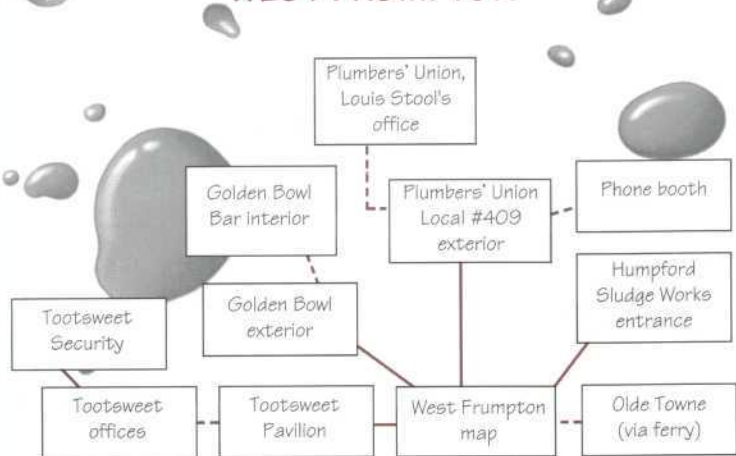 Plumbers' Union,
Louis Stool's
office
Golden Bowl
Bar interior
Plumbers' Union
Local #409
exterior
Phone booth
Humpford
Sludge Works
entrance
Tootsweet
Security
Golden Bowl
exterior
Tootsweet
offices
Tootsweet
Pavilion
West Frumpton
map
Olde Towne
(via ferry)